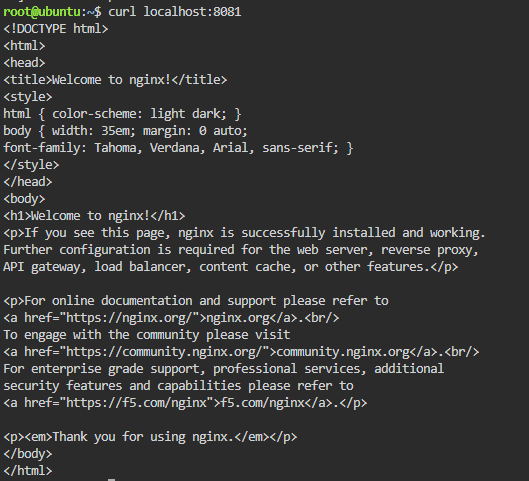 root@ubuntu:~$ curl localhost:8081
<!DOCTYPE html>
<html>
<head>
<title>Welcome to nginx!</title>
<style>
html { color-scheme: light dark; }
body { width: 35em; margin: 0 auto;
font-family: Tahoma, Verdana, Arial, sans-serif; }
</style>
</head>
<body>
<h1>Welcome to nginx!</h1>
<p>If you see this page, nginx is successfully installed and working.
Further configuration is required for the web server, reverse proxy,
API gateway, load balancer, content cache, or other features.</p>

<p>For online documentation and support please refer to
<a href="https://nginx.org/">nginx.org</a>.<br/>
To engage with the community please visit
<a href="https://community.nginx.org/">community.nginx.org</a>.<br/>
For enterprise grade support, professional services, additional
security features and capabilities please refer to
<a href="https://f5.com/nginx">f5.com/nginx</a>.</p>

<p><em>Thank you for using nginx.</em></p>
</body>
</html>